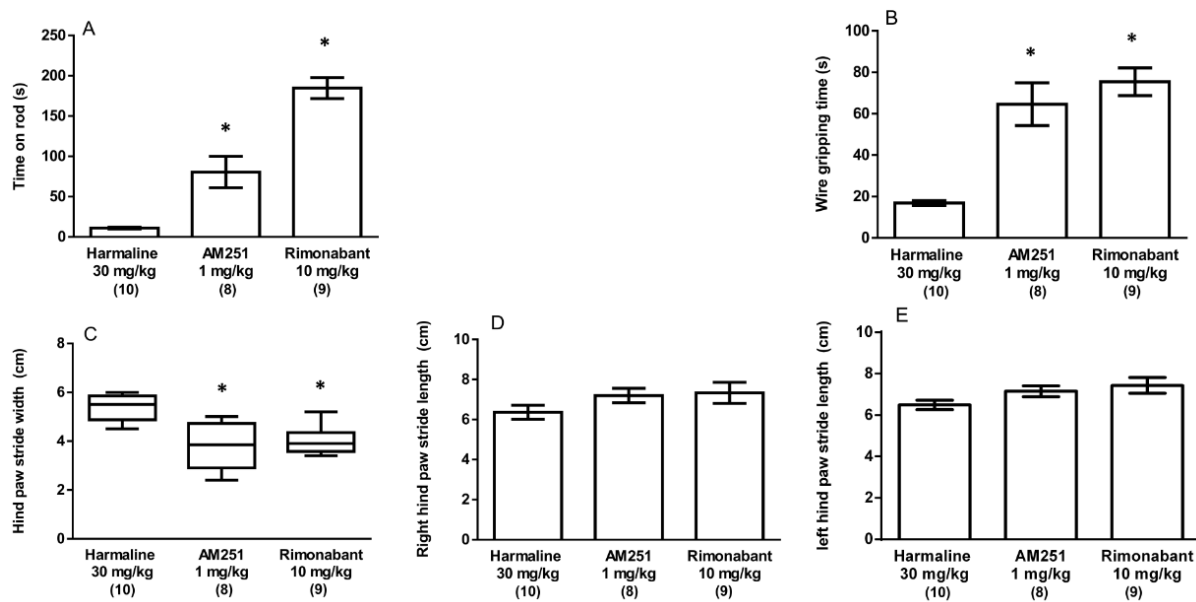 A
Time on rod (s)
250
200
150
100
50
0
*
*
Harmaline
30 mg/kg
(10)
AM251
1 mg/kg
(8)
Rimonabant
10 mg/kg
(9)
B
Wire gripping time (s)
100
80
60
40
20
0
*
*
Harmaline
30 mg/kg
(10)
AM251
1 mg/kg
(8)
Rimonabant
10 mg/kg
(9)
C
Hind paw stride width (cm)
8
6
4
2
0
*
*
Harmaline
30 mg/kg
(10)
AM251
1 mg/kg
(8)
Rimonabant
10 mg/kg
(9)
D
Right hind paw stride length (cm)
10
8
6
4
2
0
Harmaline
30 mg/kg
(10)
AM251
1 mg/kg
(8)
Rimonabant
10 mg/kg
(9)
E
left hind paw stride length (cm)
10
8
6
4
2
0
Harmaline
30 mg/kg
(10)
AM251
1 mg/kg
(8)
Rimonabant
10 mg/kg
(9)